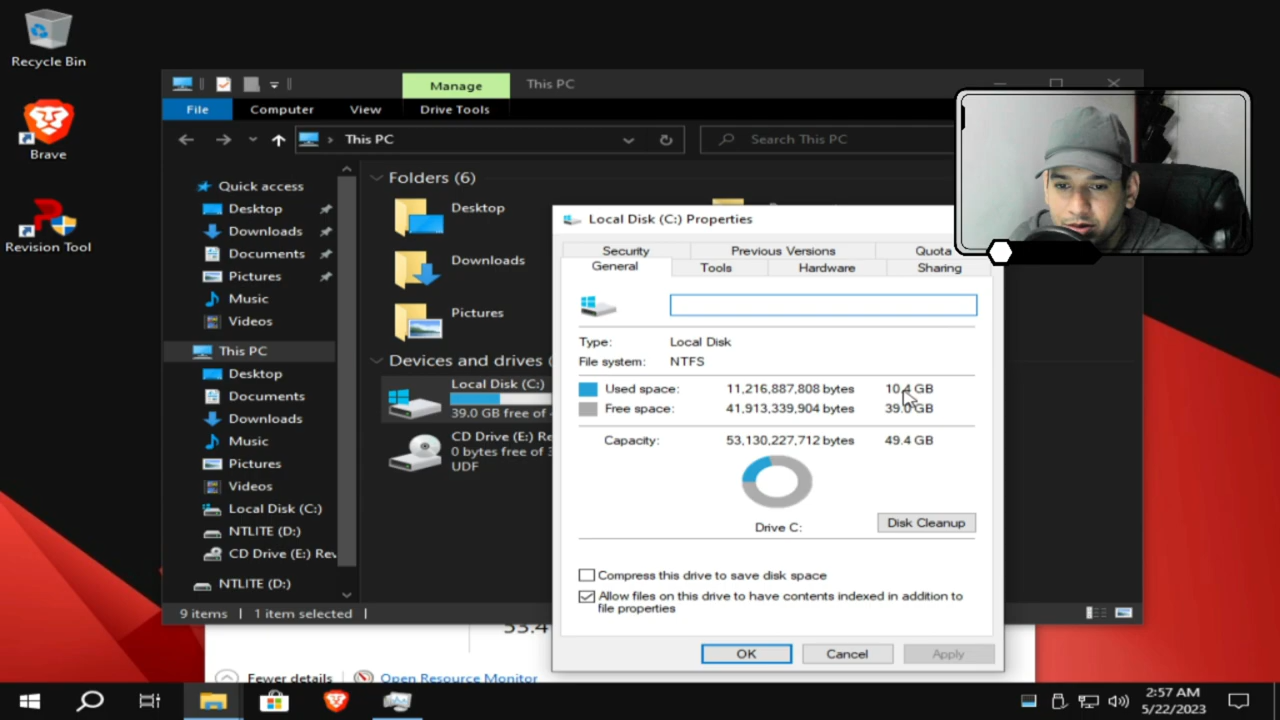 Recycle Bin
Brave
Revision Tool
Manage
This PC
File
Computer
View
Drive Tools
This PC
Search This PC
Quick access
Desktop
Downloads
Documents
Pictures
Music
Videos
This PC
Desktop
Documents
Downloads
Music
Pictures
Videos
Local Disk (C:)
NTLITE (D:)
CD Drive (E:) Rev
NTLITE (D:)
Folders (6)
Desktop
Downloads
Pictures
Devices and drives (
Local Disk (C:)
39.0 GB free of
CD Drive (E:) Re
0 bytes free of
UDF
9 items
1 item selected
Local Disk (C:) Properties
Security
Previous Versions
Quota
General
Tools
Hardware
Sharing
Type: Local Disk
File system: NTFS
Used space: 11,216,887,808 bytes 10.4 GB
Free space: 41,913,339,904 bytes 39.0 GB
Capacity: 53,130,227,712 bytes 49.4 GB
Drive C:
Disk Cleanup
Compress this drive to save disk space
Allow files on this drive to have contents indexed in addition to
file properties
OK
Cancel
Apply
Fewer details
Open Resource Monitor
2:57 AM
5/22/2023